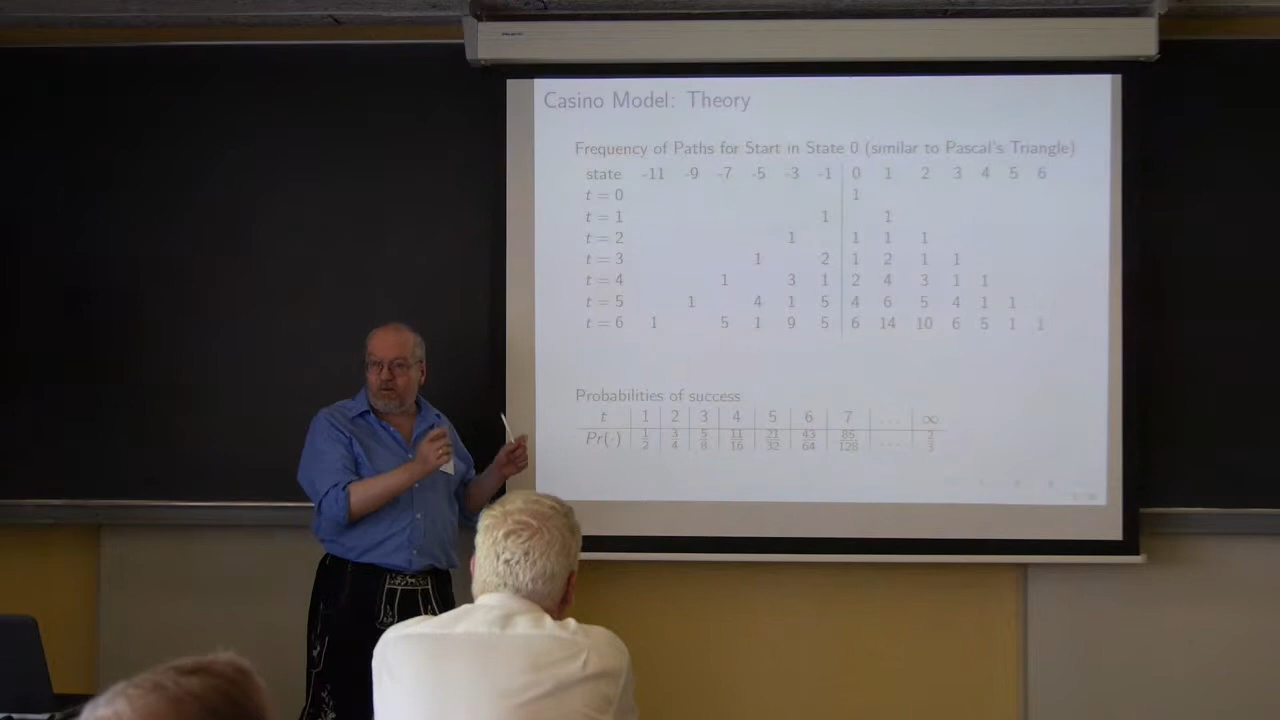 Casino Model: Theory
Frequency of Paths for Start in State 0 (similar to Pascal's Triangle)
state -11 -9 -7 -5 -3 -1 0 1 2 3 4 5 6
t = 0 1
t = 1 1 1
t = 2 1 1 1 1
t = 3 1 2 1 2 1 1
t = 4 1 3 1 2 4 3 1 1
t = 5 1 4 1 5 4 6 5 4 1 1
t = 6 1 5 1 9 5 6 14 10 6 5 1 1
Probabilities of success
t 1 2 3 4 5 6 7 ... ∞
Pr(·) 1/2 3/4 5/8 11/16 21/32 43/64 85/128 ... 2/3